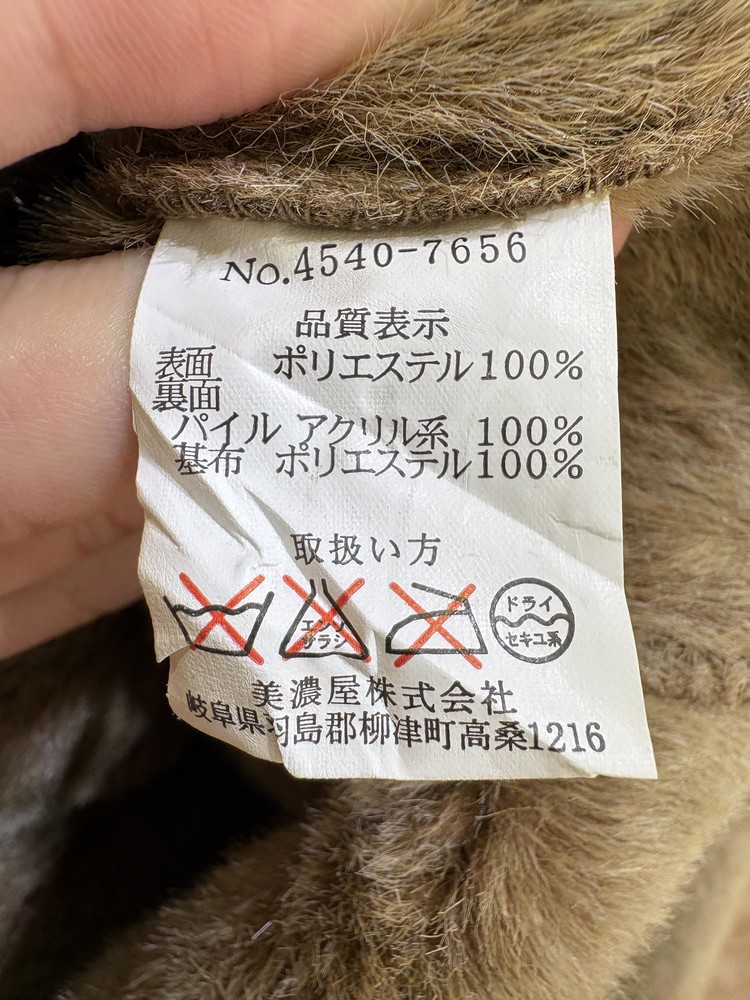 No.4540-7656
品質表示
表面 ポリエステル100%
裏面
パイル アクリル系 100%
基布 ポリエステル100%
取扱い方
エンソ
サラシ
ドライ
セキユ系
美濃屋株式会社
岐阜県羽島郡柳津町高桑1216